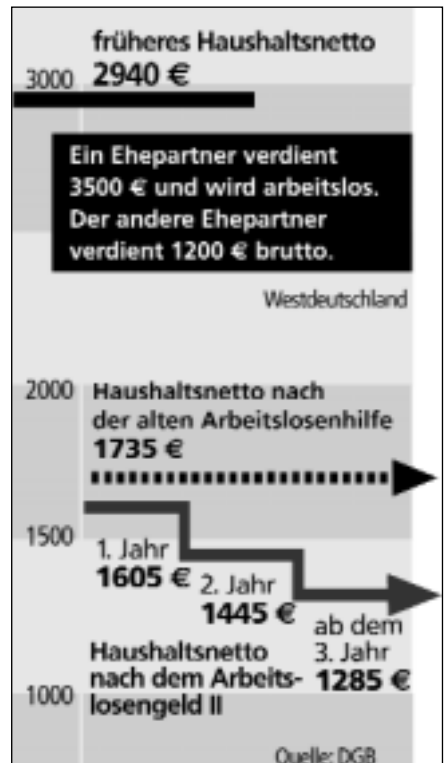 früheres Haushaltsnetto
3000 2940 €
Ein Ehepartner verdient
3500 € und wird arbeitslos.
Der andere Ehepartner
verdient 1200 € brutto.
Westdeutschland
2000 Haushaltsnetto nach
der alten Arbeitslosenhilfe
1735 €
1500
1. Jahr
1605 €
2. Jahr
1445 €
ab dem
3. Jahr
1285 €
Haushaltsnetto
nach dem Arbeits-
losengeld II
1000
Quelle: DGB